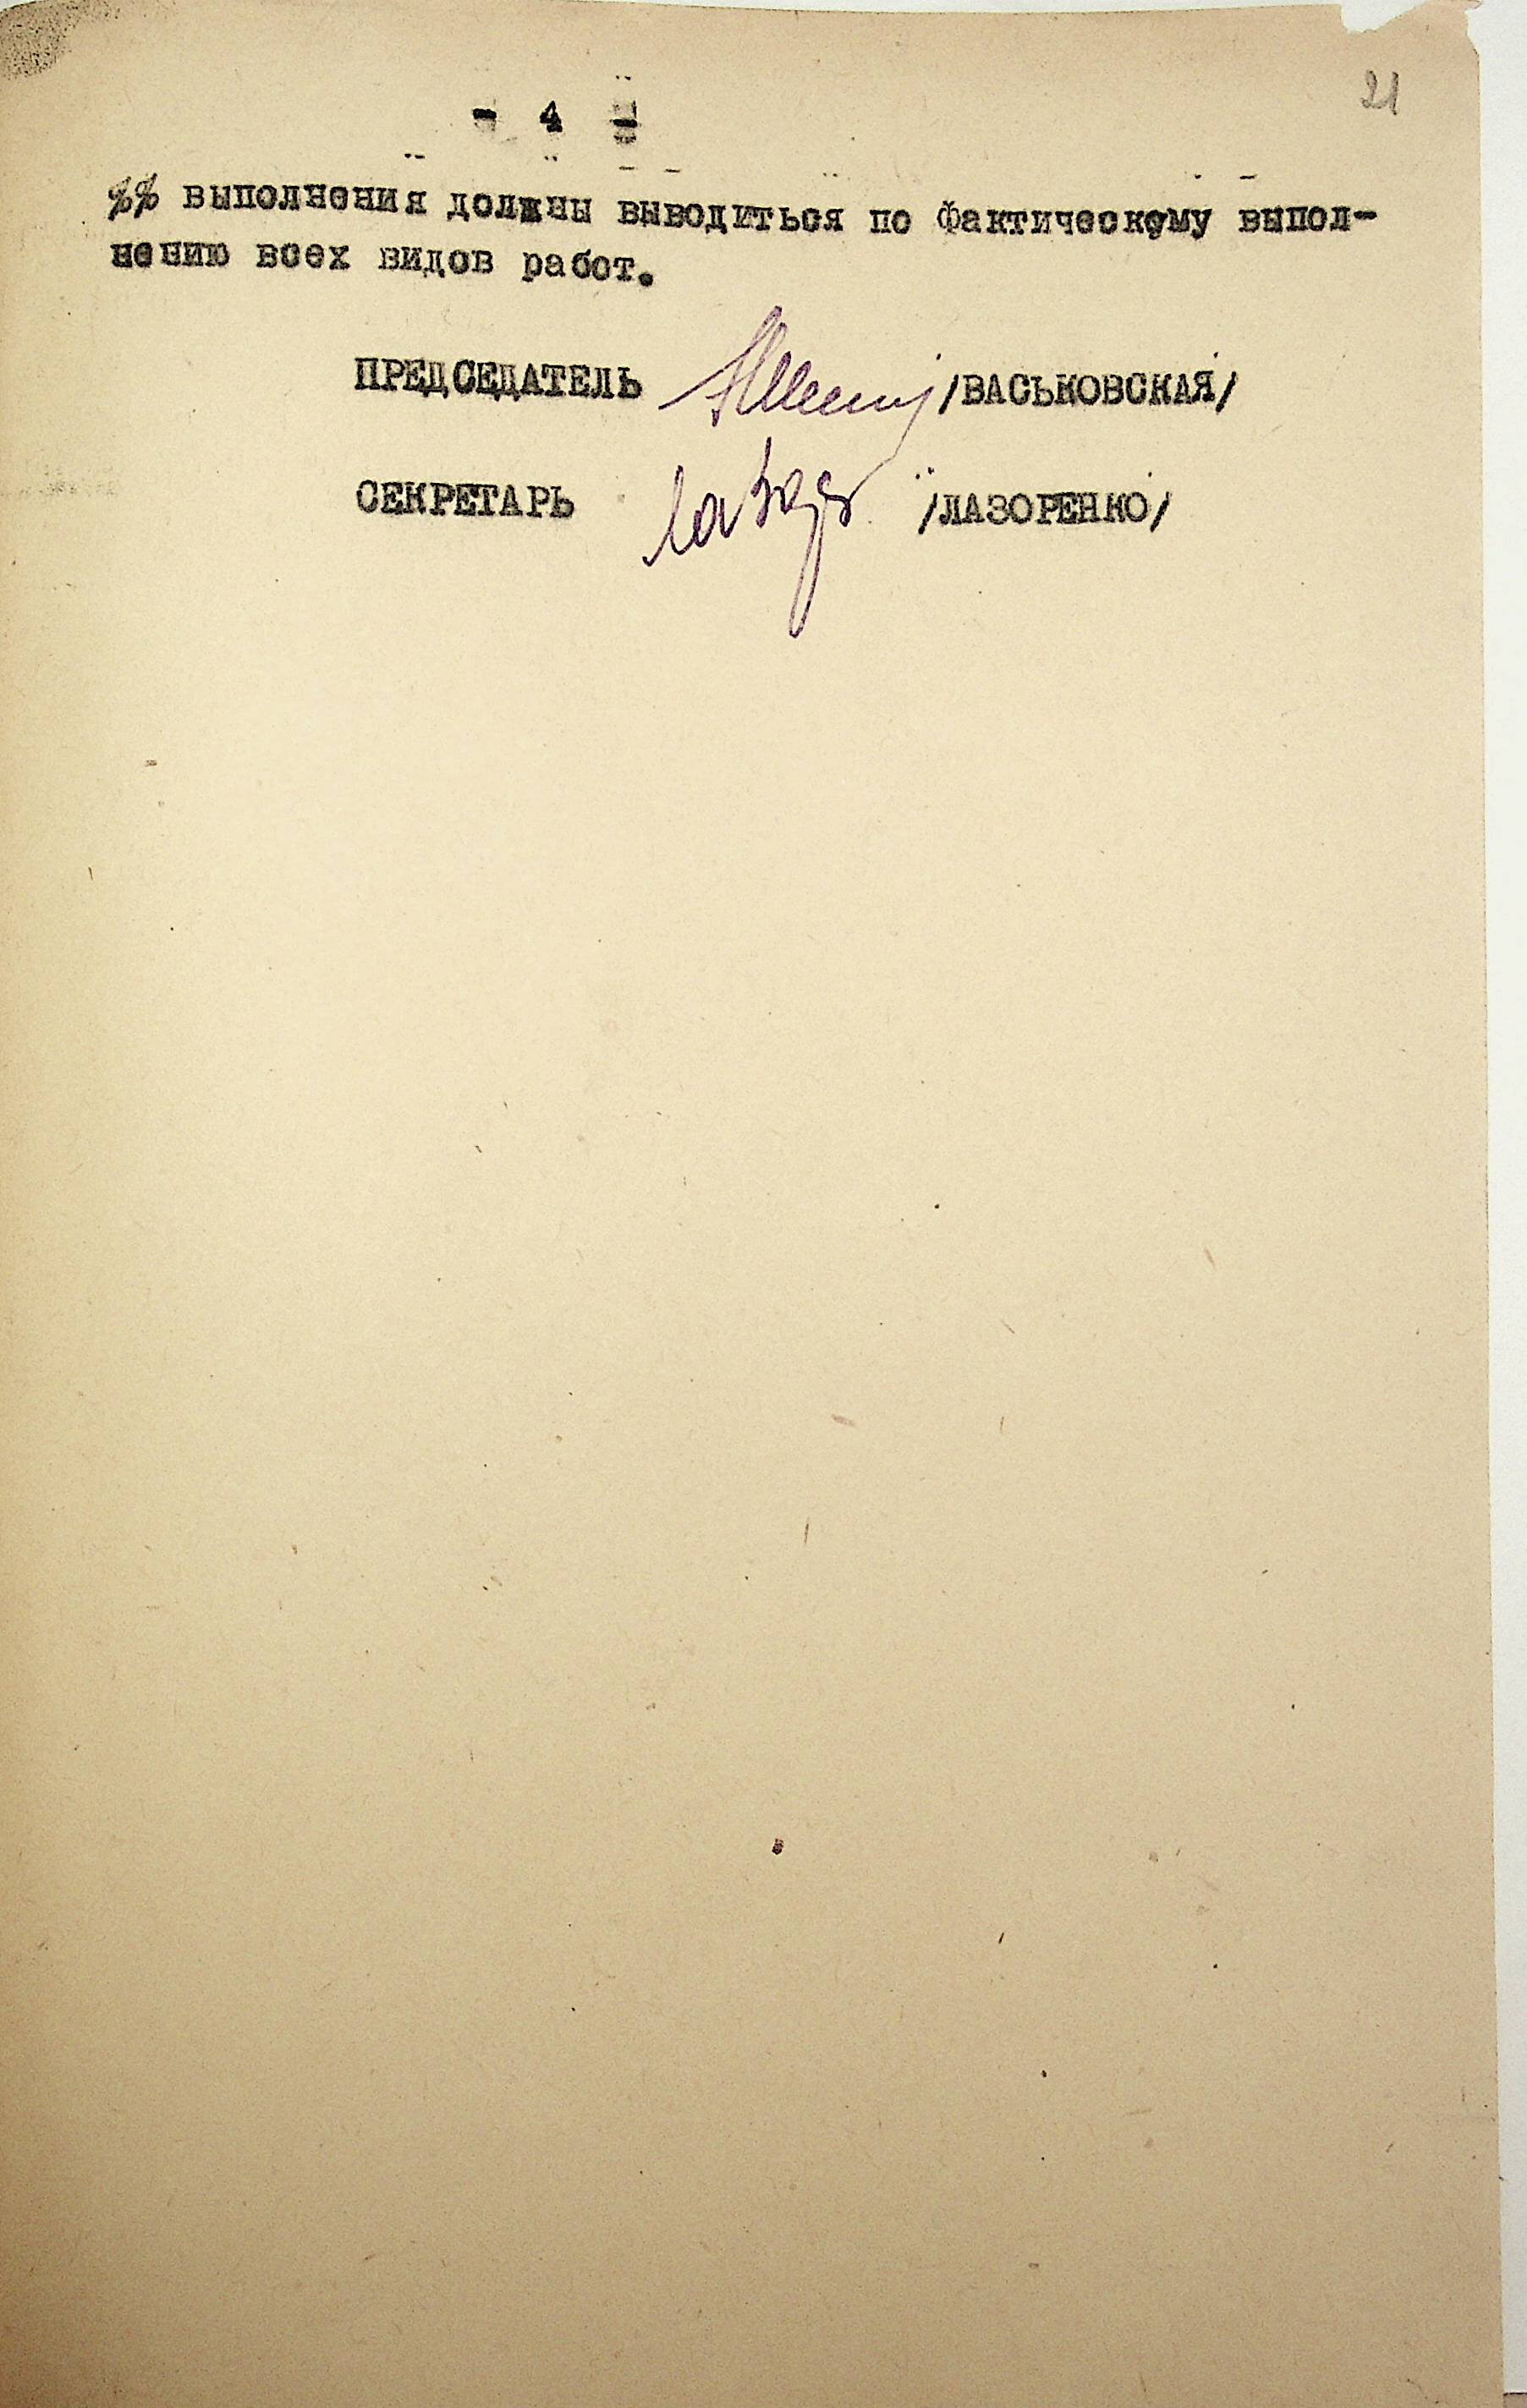 21
- 4 -
%% выполнения должны выводиться по фактическому выпол-
нению всех видов работ.
ПРЕДСЕДАТЕЛЬ /ВАСЬКОВСКАЯ/
СЕКРЕТАРЬ /ЛАЗОРЕНКО/